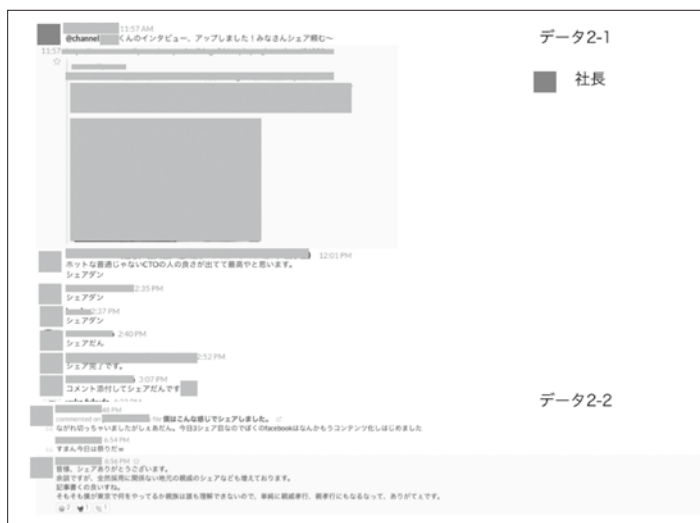 データ2-1
社長
11:57 AM
@channel くんのインタビュー、アップしました！みなさんシェア頼む〜
11:57
12:01 PM
ホットな普通じゃないCTOの人の良さが出てて最高やと思います。
シェアダン
2:35 PM
シェアダン
2:37 PM
シェアダン
2:40 PM
シェアだん
2:52 PM
シェア完了です。
3:07 PM
コメント添付してシェアだんです
データ2-2
commented on file 僕はこんな感じでシェアしました。
ながれ切っちゃいましたがしぇあだん。今日2シェア目なのでぼくのfacebookはなんかもうコンテンツ化しはじめました
6:54 PM
すまん今日は祭りだw
6:56 PM
皆様、シェアありがとうございます。
余談ですが、全然採用に関係ない地元の親戚のシェアなども増えております。
記事書くの良いすね。
そもそも僕が東京で何をやってるか親族は誰も理解できないので、単純に親戚孝行、親孝行にもなるなって、ありがてぇです。
2
1
1